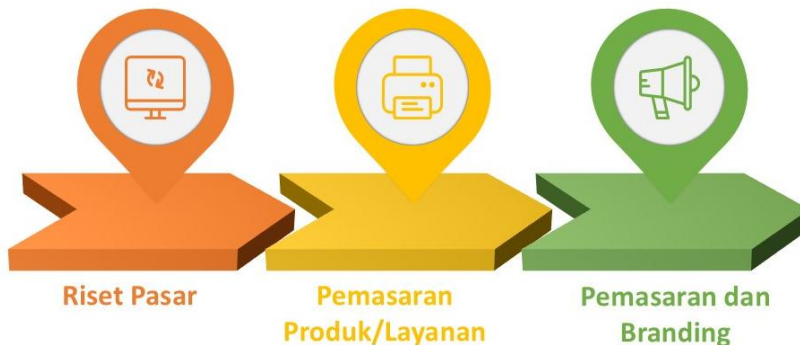 Riset Pasar
Pemasaran
Produk/Layanan
Pemasaran dan
Branding